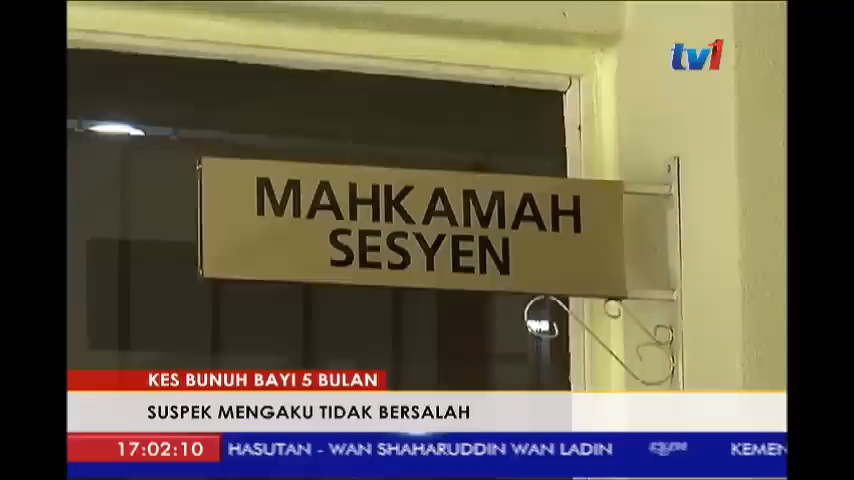 tv1
MAHKAMAH
SESYEN
KES BUNUH BAYI 5 BULAN
SUSPEK MENGAKU TIDAK BERSALAH
17:02:10 HASUTAN - WAN SHAHARUDDIN WAN LADIN KEMEN